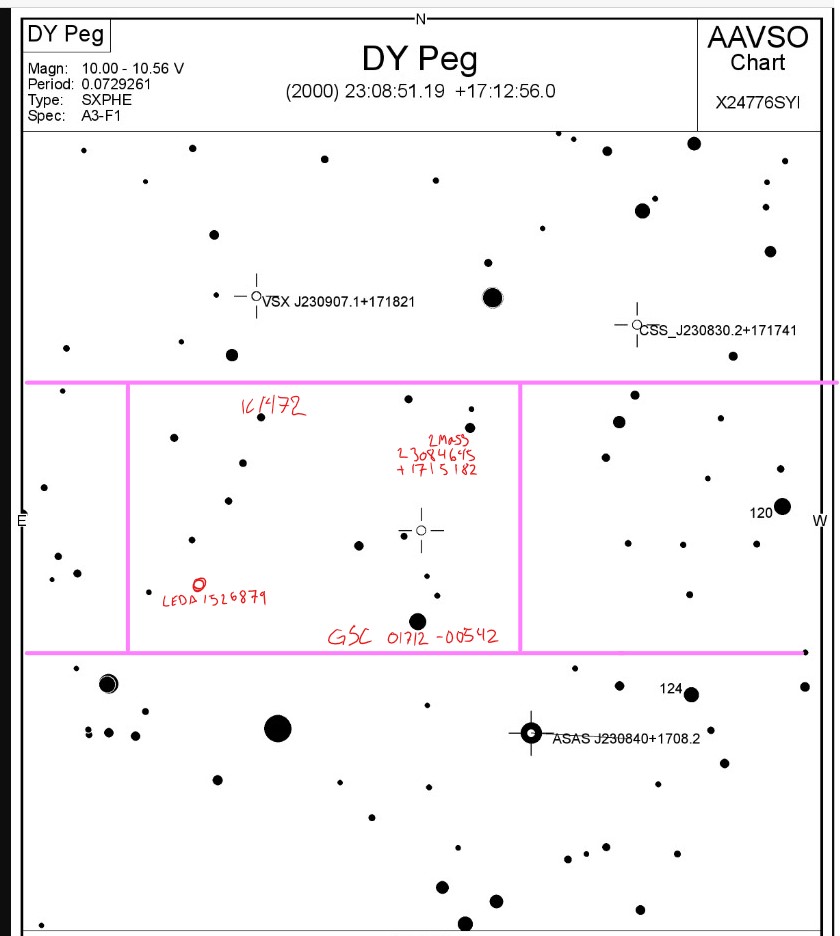 N
DY Peg
DY Peg
AAVSO
Chart
X24776SYI
Magn: 10.00 - 10.56 V
Period: 0.0729261
Type: SXPHE
Spec: A3-F1
(2000) 23:08:51.19 +17:12:56.0
VSX J230907.1+171821
CSS_J230830.2+171741
IC1472
2Mass
23084645
+1715182
120
E
W
LEDA 1526879
GSC 01712-00542
124
ASAS J230840+1708.2